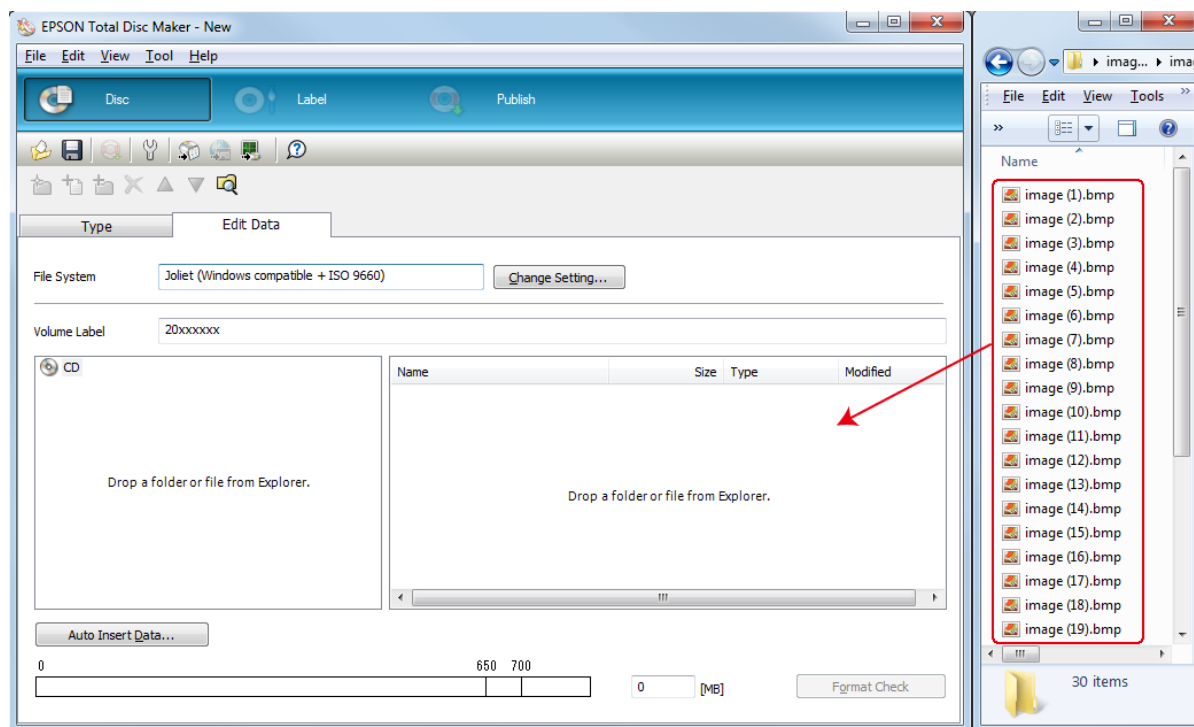 EPSON Total Disc Maker - New
File Edit View Tool Help
Disc Label Publish
Type Edit Data
File System Joliet (Windows compatible + ISO 9660) Change Setting...
Volume Label 20xxxxxx
CD
Drop a folder or file from Explorer.
Name Size Type Modified
Drop a folder or file from Explorer.
Auto Insert Data...
0 650 700
0 [MB] Format Check
imag... ima
File Edit View Tools »
»
Name
image (1).bmp
image (2).bmp
image (3).bmp
image (4).bmp
image (5).bmp
image (6).bmp
image (7).bmp
image (8).bmp
image (9).bmp
image (10).bmp
image (11).bmp
image (12).bmp
image (13).bmp
image (14).bmp
image (15).bmp
image (16).bmp
image (17).bmp
image (18).bmp
image (19).bmp
30 items